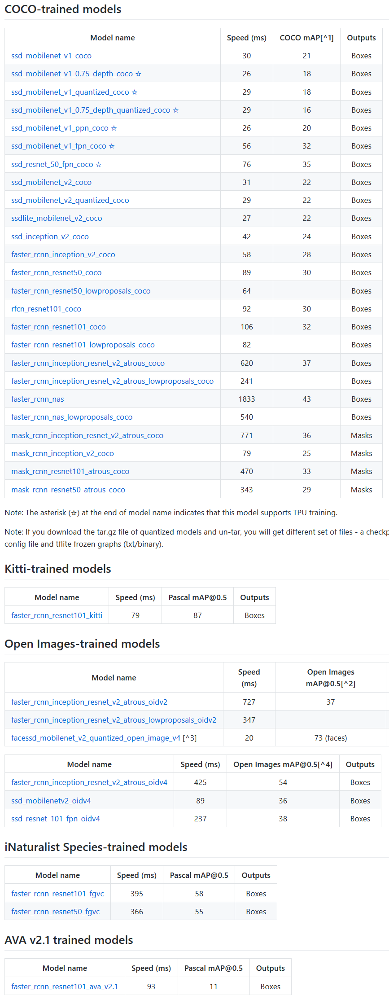 COCO-trained models
Model name Speed (ms) COCO mAP[^1] Outputs
ssd_mobilenet_v1_coco 30 21 Boxes
ssd_mobilenet_v1_0.75_depth_coco ☆ 26 18 Boxes
ssd_mobilenet_v1_quantized_coco ☆ 29 18 Boxes
ssd_mobilenet_v1_0.75_depth_quantized_coco ☆ 29 16 Boxes
ssd_mobilenet_v1_ppn_coco ☆ 26 20 Boxes
ssd_mobilenet_v1_fpn_coco ☆ 56 32 Boxes
ssd_resnet_50_fpn_coco ☆ 76 35 Boxes
ssd_mobilenet_v2_coco 31 22 Boxes
ssd_mobilenet_v2_quantized_coco 29 22 Boxes
ssdlite_mobilenet_v2_coco 27 22 Boxes
ssd_inception_v2_coco 42 24 Boxes
faster_rcnn_inception_v2_coco 58 28 Boxes
faster_rcnn_resnet50_coco 89 30 Boxes
faster_rcnn_resnet50_lowproposals_coco 64 Boxes
rfcn_resnet101_coco 92 30 Boxes
faster_rcnn_resnet101_coco 106 32 Boxes
faster_rcnn_resnet101_lowproposals_coco 82 Boxes
faster_rcnn_inception_resnet_v2_atrous_coco 620 37 Boxes
faster_rcnn_inception_resnet_v2_atrous_lowproposals_coco 241 Boxes
faster_rcnn_nas 1833 43 Boxes
faster_rcnn_nas_lowproposals_coco 540 Boxes
mask_rcnn_inception_resnet_v2_atrous_coco 771 36 Masks
mask_rcnn_inception_v2_coco 79 25 Masks
mask_rcnn_resnet101_atrous_coco 470 33 Masks
mask_rcnn_resnet50_atrous_coco 343 29 Masks
Note: The asterisk (☆) at the end of model name indicates that this model supports TPU training.
Note: If you download the tar.gz file of quantized models and un-tar, you will get different set of files - a checkp
config file and tflite frozen graphs (txt/binary).
Kitti-trained models
Model name Speed (ms) Pascal mAP@0.5 Outputs
faster_rcnn_resnet101_kitti 79 87 Boxes
Open Images-trained models
Model name Speed (ms) Open Images mAP@0.5[^2]
faster_rcnn_inception_resnet_v2_atrous_oidv2 727 37
faster_rcnn_inception_resnet_v2_atrous_lowproposals_oidv2 347
facessd_mobilenet_v2_quantized_open_image_v4 [^3] 20 73 (faces)
Model name Speed (ms) Open Images mAP@0.5[^4] Outputs
faster_rcnn_inception_resnet_v2_atrous_oidv4 425 54 Boxes
ssd_mobilenetv2_oidv4 89 36 Boxes
ssd_resnet_101_fpn_oidv4 237 38 Boxes
iNaturalist Species-trained models
Model name Speed (ms) Pascal mAP@0.5 Outputs
faster_rcnn_resnet101_fgvc 395 58 Boxes
faster_rcnn_resnet50_fgvc 366 55 Boxes
AVA v2.1 trained models
Model name Speed (ms) Pascal mAP@0.5 Outputs
faster_rcnn_resnet101_ava_v2.1 93 11 Boxes